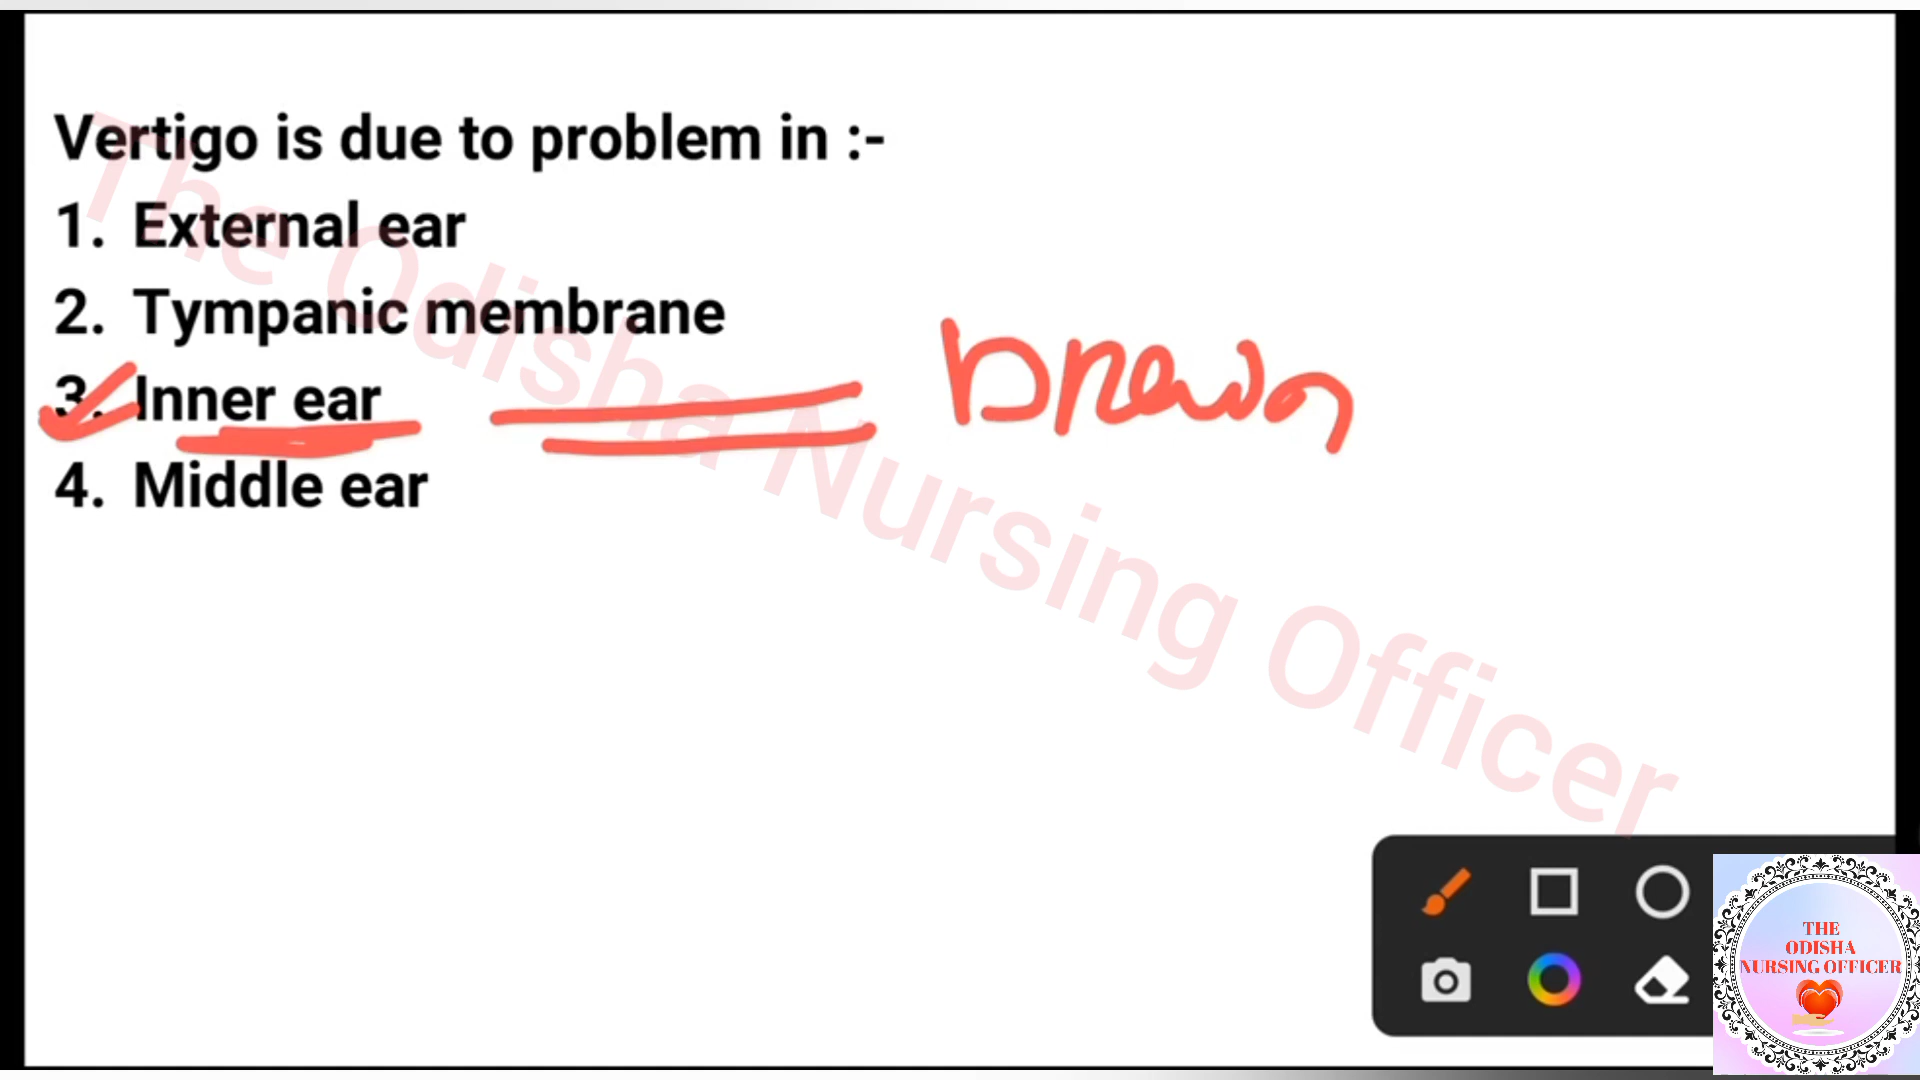 Vertigo is due to problem in :-
1. External ear
2. Tympanic membrane
3. Inner ear
brain
4. Middle ear
The Odisha Nursing Officer
THE
ODISHA
NURSING OFFICER